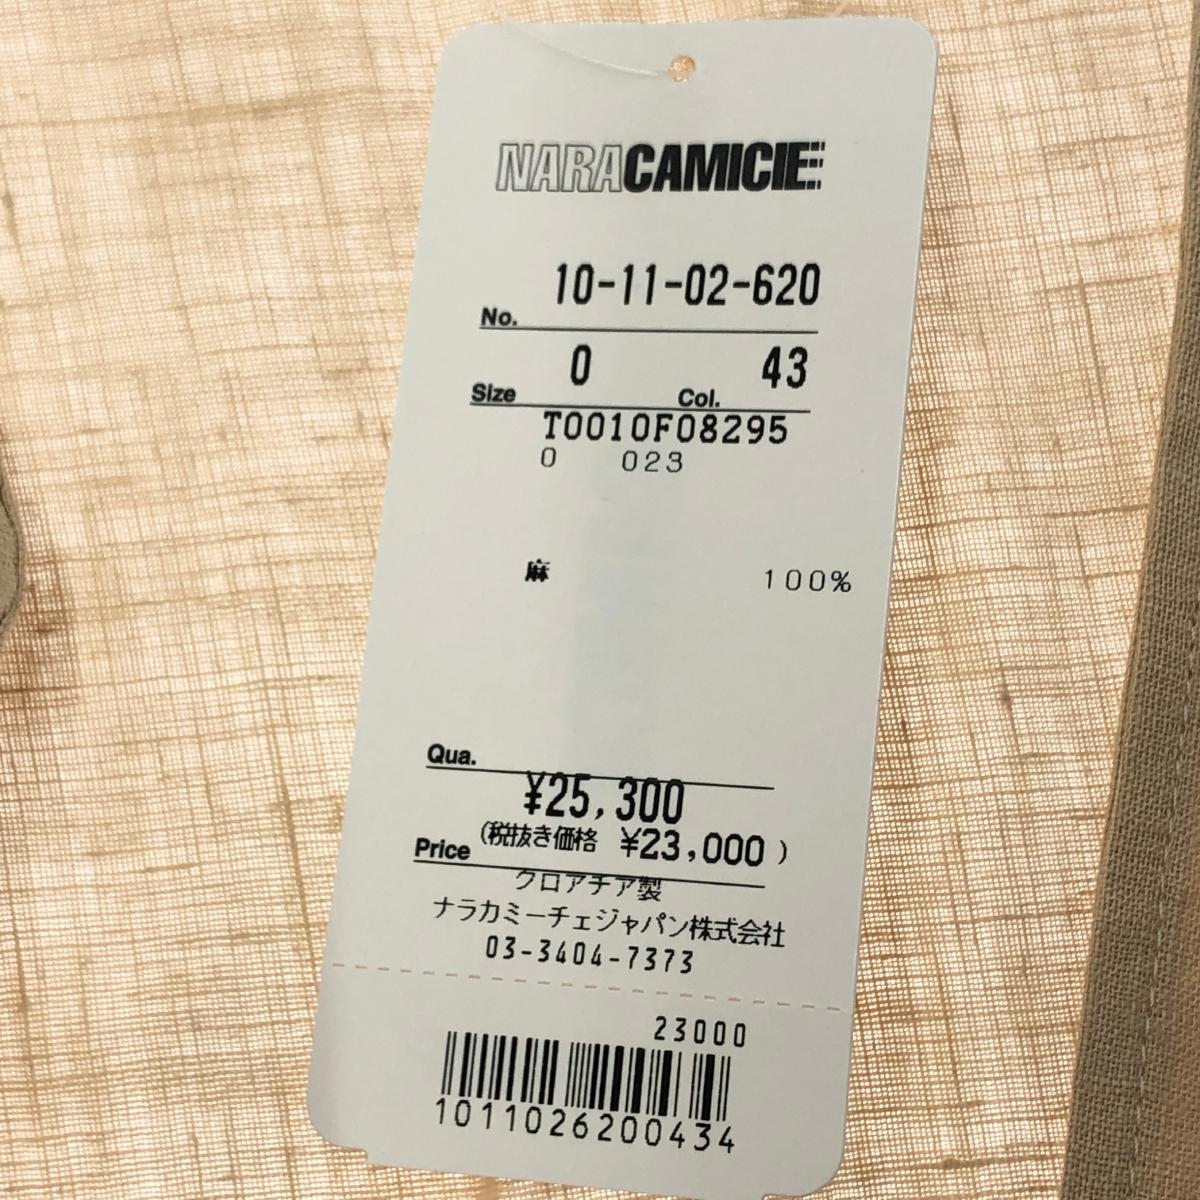 NARACAMICIE
No. 10-11-02-620
Size 0 Col. 43
T0010F08295
0 023
麻 100%
Qua.
¥25,300
(税抜き価格 ¥23,000)
Price
クロアチア製
ナラカミーチェジャパン株式会社
03-3404-7373
23000
1011026200434